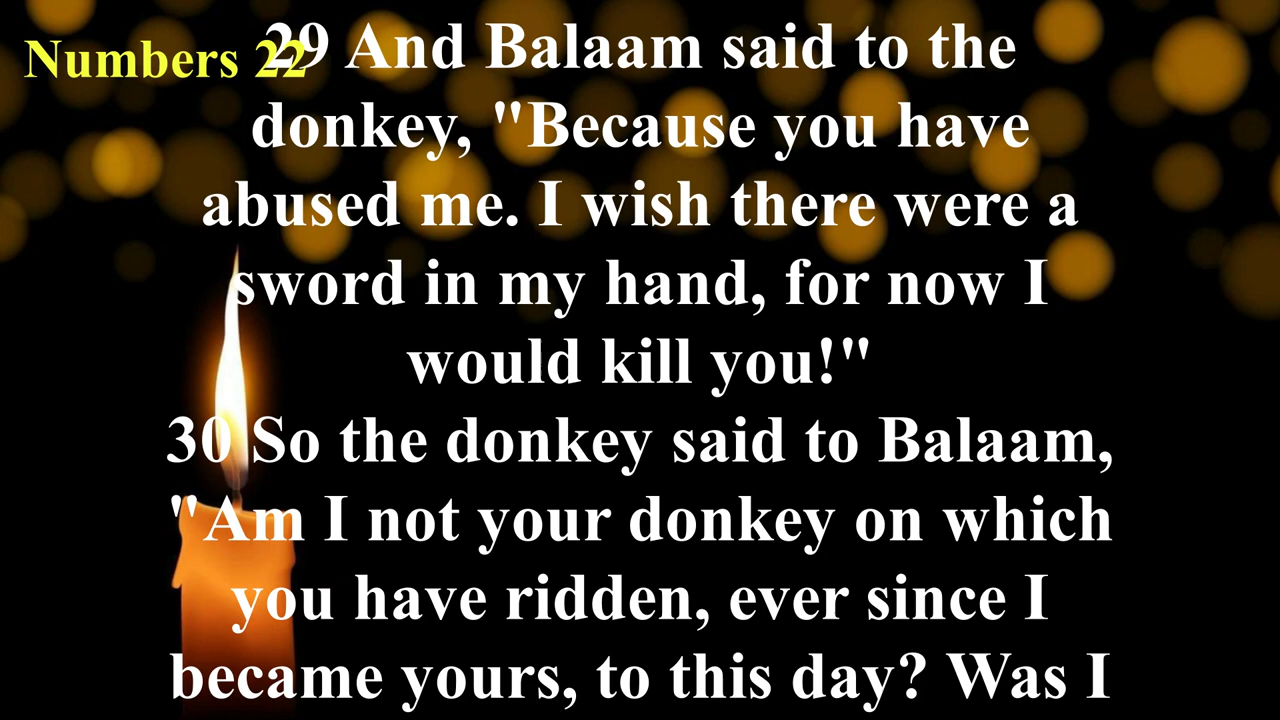 Numbers 22
29 And Balaam said to the
donkey, "Because you have
abused me. I wish there were a
sword in my hand, for now I
would kill you!"
30 So the donkey said to Balaam,
"Am I not your donkey on which
you have ridden, ever since I
became yours, to this day? Was I